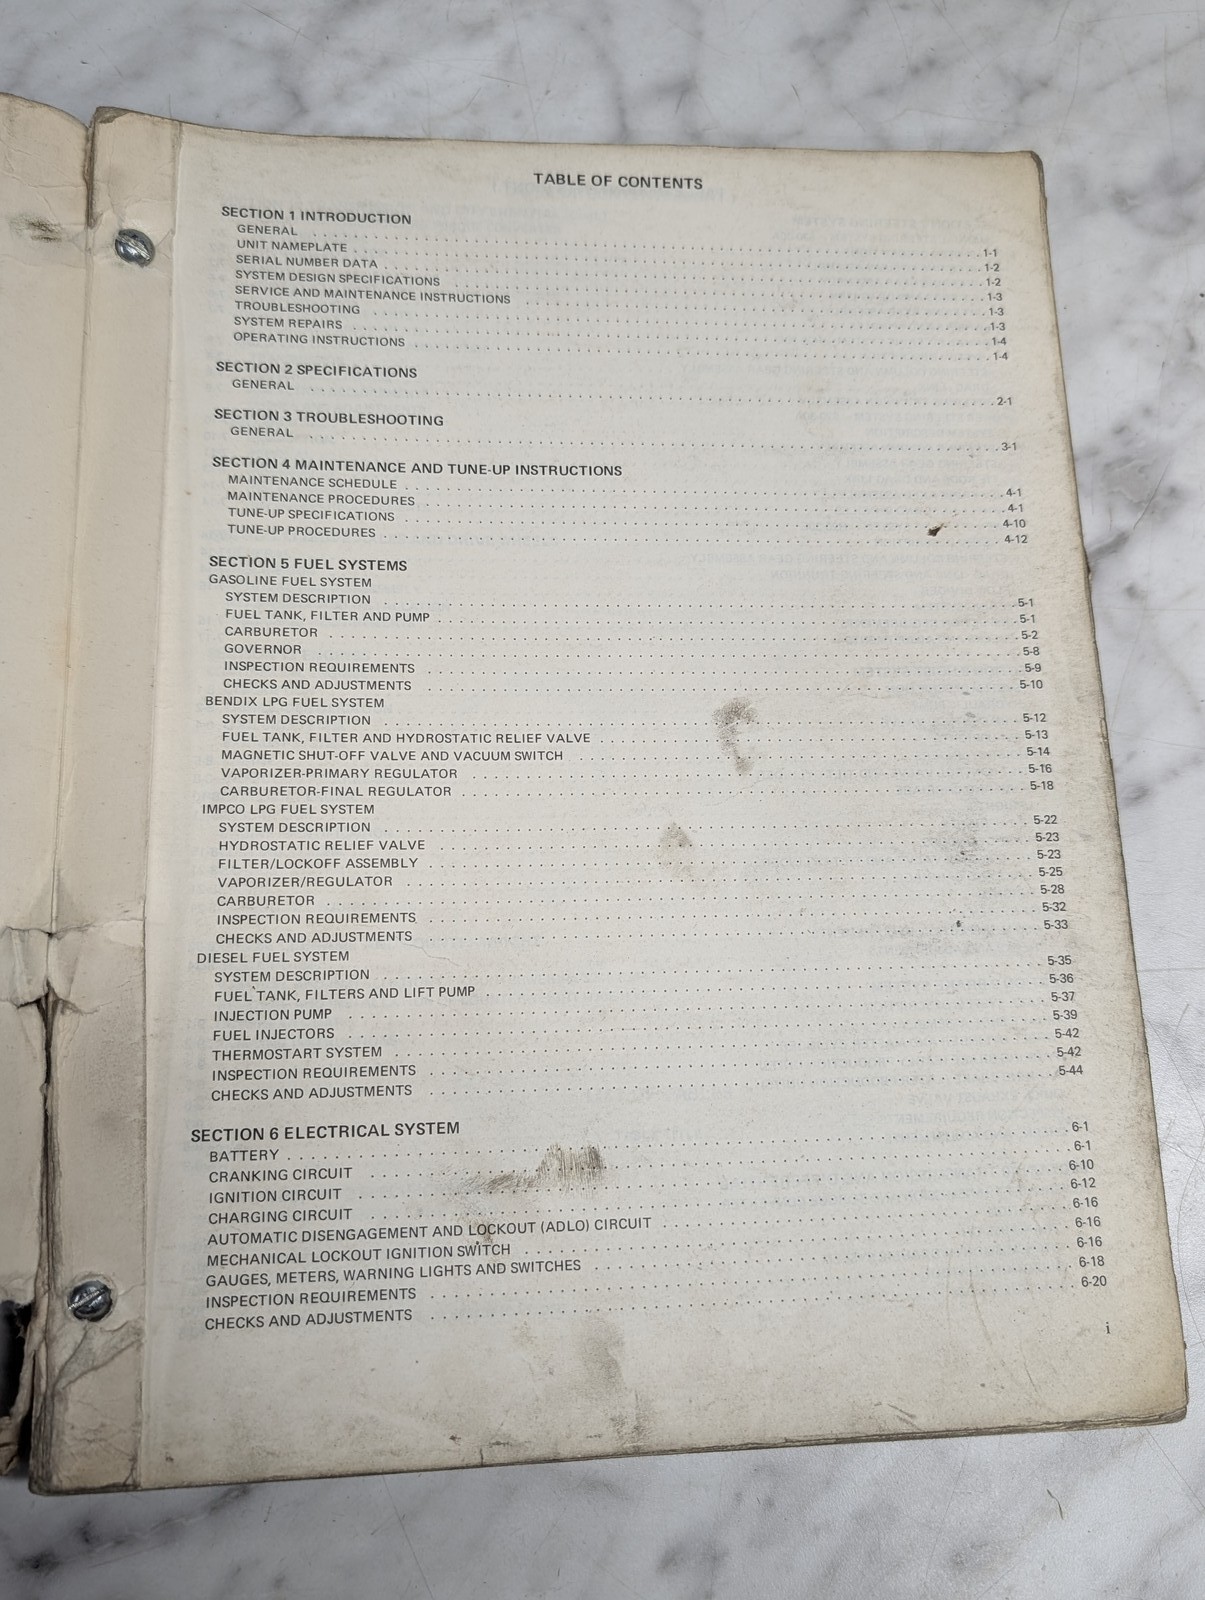 TABLE OF CONTENTS
SECTION 1 INTRODUCTION
GENERAL . . . . . . . . . . 1-1
UNIT NAMEPLATE . . . . . . . . . . 1-2
SERIAL NUMBER DATA . . . . . . . . . . 1-2
SYSTEM DESIGN SPECIFICATIONS . . . . . . . . . . 1-3
SERVICE AND MAINTENANCE INSTRUCTIONS . . . . . . . . . . 1-3
TROUBLESHOOTING . . . . . . . . . . 1-3
SYSTEM REPAIRS . . . . . . . . . . 1-4
OPERATING INSTRUCTIONS . . . . . . . . . . 1-4
SECTION 2 SPECIFICATIONS
GENERAL . . . . . . . . . . 2-1
SECTION 3 TROUBLESHOOTING
GENERAL . . . . . . . . . . 3-1
SECTION 4 MAINTENANCE AND TUNE-UP INSTRUCTIONS
MAINTENANCE SCHEDULE . . . . . . . . . . 4-1
MAINTENANCE PROCEDURES . . . . . . . . . . 4-1
TUNE-UP SPECIFICATIONS . . . . . . . . . . 4-10
TUNE-UP PROCEDURES . . . . . . . . . . 4-12
SECTION 5 FUEL SYSTEMS
GASOLINE FUEL SYSTEM
SYSTEM DESCRIPTION . . . . . . . . . . 5-1
FUEL TANK, FILTER AND PUMP . . . . . . . . . . 5-1
CARBURETOR . . . . . . . . . . 5-2
GOVERNOR . . . . . . . . . . 5-8
INSPECTION REQUIREMENTS . . . . . . . . . . 5-9
CHECKS AND ADJUSTMENTS . . . . . . . . . . 5-10
BENDIX LPG FUEL SYSTEM
SYSTEM DESCRIPTION . . . . . . . . . . 5-12
FUEL TANK, FILTER AND HYDROSTATIC RELIEF VALVE . . . . . . . . . . 5-13
MAGNETIC SHUT-OFF VALVE AND VACUUM SWITCH . . . . . . . . . . 5-14
VAPORIZER-PRIMARY REGULATOR . . . . . . . . . . 5-16
CARBURETOR-FINAL REGULATOR . . . . . . . . . . 5-18
IMPCO LPG FUEL SYSTEM
SYSTEM DESCRIPTION . . . . . . . . . . 5-22
HYDROSTATIC RELIEF VALVE . . . . . . . . . . 5-23
FILTER/LOCKOFF ASSEMBLY . . . . . . . . . . 5-23
VAPORIZER/REGULATOR . . . . . . . . . . 5-25
CARBURETOR . . . . . . . . . . 5-28
INSPECTION REQUIREMENTS . . . . . . . . . . 5-32
CHECKS AND ADJUSTMENTS . . . . . . . . . . 5-33
DIESEL FUEL SYSTEM
SYSTEM DESCRIPTION . . . . . . . . . . 5-35
FUEL TANK, FILTERS AND LIFT PUMP . . . . . . . . . . 5-36
INJECTION PUMP . . . . . . . . . . 5-37
FUEL INJECTORS . . . . . . . . . . 5-39
THERMOSTART SYSTEM . . . . . . . . . . 5-42
INSPECTION REQUIREMENTS . . . . . . . . . . 5-42
CHECKS AND ADJUSTMENTS . . . . . . . . . . 5-44
SECTION 6 ELECTRICAL SYSTEM
BATTERY . . . . . . . . . . 6-1
CRANKING CIRCUIT . . . . . . . . . . 6-1
IGNITION CIRCUIT . . . . . . . . . . 6-10
CHARGING CIRCUIT . . . . . . . . . . 6-12
AUTOMATIC DISENGAGEMENT AND LOCKOUT (ADLO) CIRCUIT . . . . . . . . . . 6-16
MECHANICAL LOCKOUT IGNITION SWITCH . . . . . . . . . . 6-16
GAUGES, METERS, WARNING LIGHTS AND SWITCHES . . . . . . . . . . 6-16
INSPECTION REQUIREMENTS . . . . . . . . . . 6-18
CHECKS AND ADJUSTMENTS . . . . . . . . . . 6-20
i